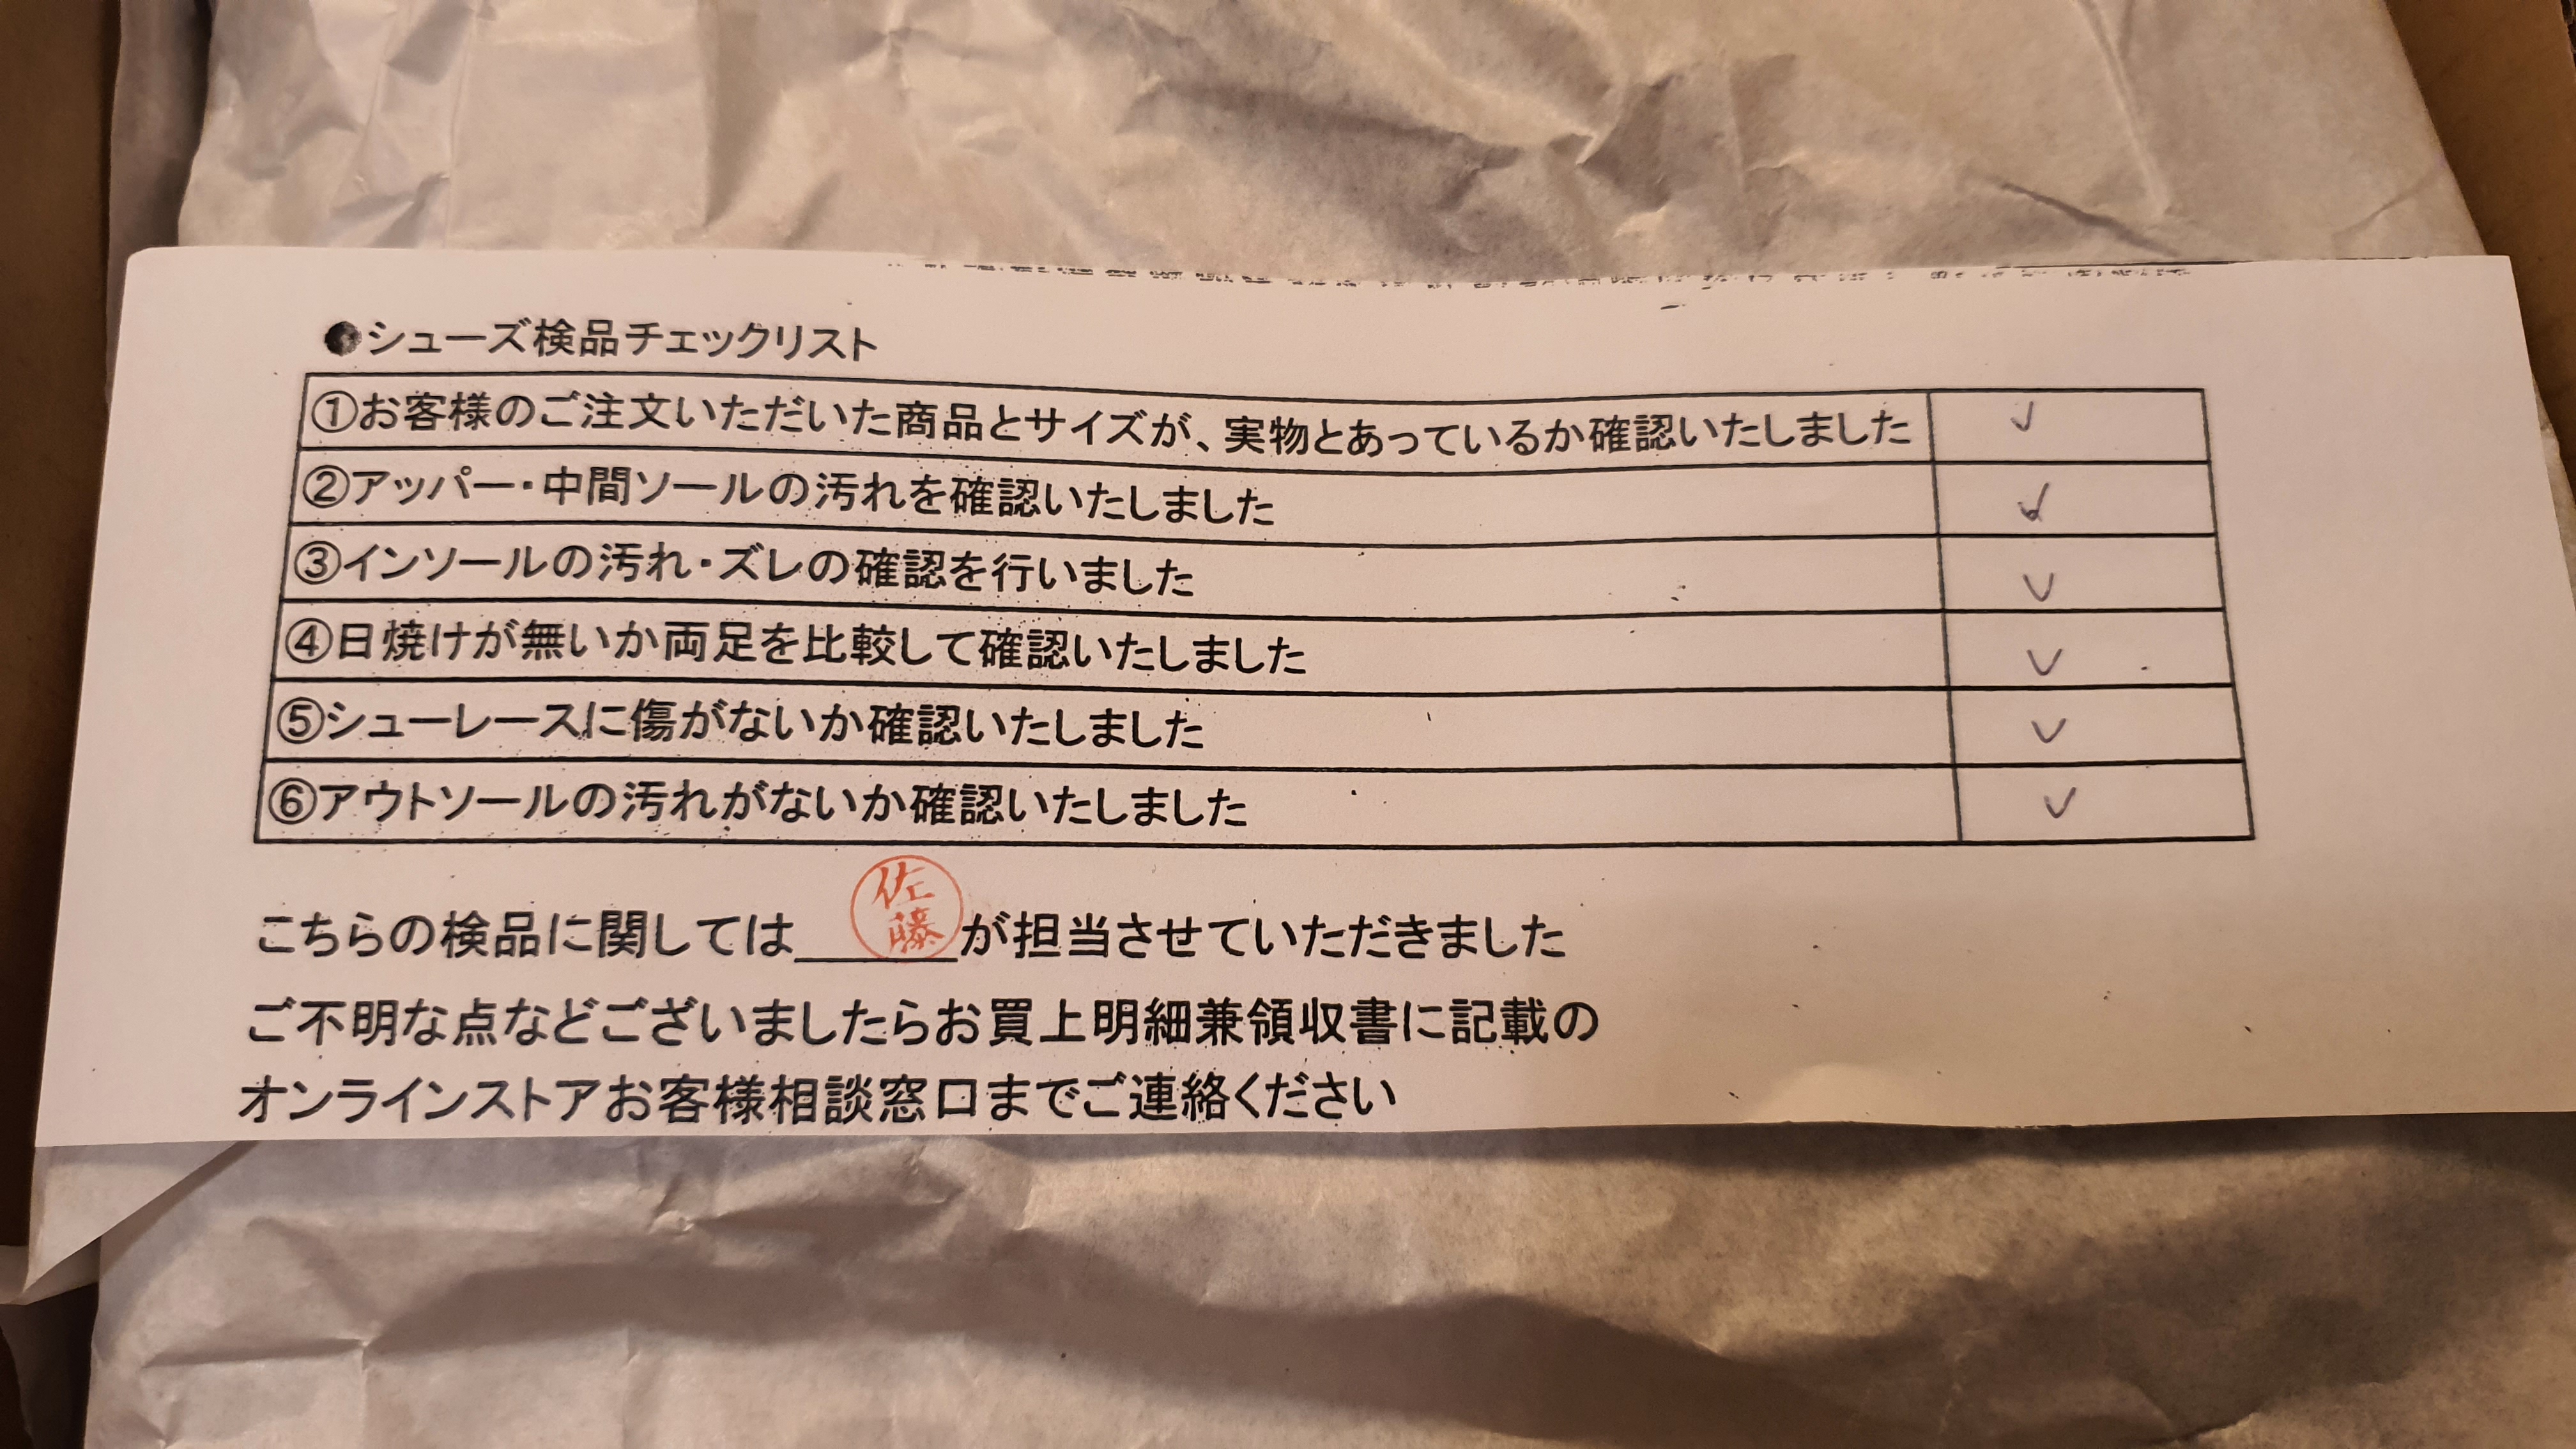 ●シューズ検品チェックリスト
①お客様のご注文いただいた商品とサイズが、実物とあっているか確認いたしました ✓
②アッパー・中間ソールの汚れを確認いたしました ✓
③インソールの汚れ・ズレの確認を行いました ✓
④日焼けが無いか両足を比較して確認いたしました ✓
⑤シューレースに傷がないか確認いたしました ✓
⑥アウトソールの汚れがないか確認いたしました ✓
こちらの検品に関しては佐藤が担当させていただきました
ご不明な点などございましたらお買上明細兼領収書に記載の
オンラインストアお客様相談窓口までご連絡ください